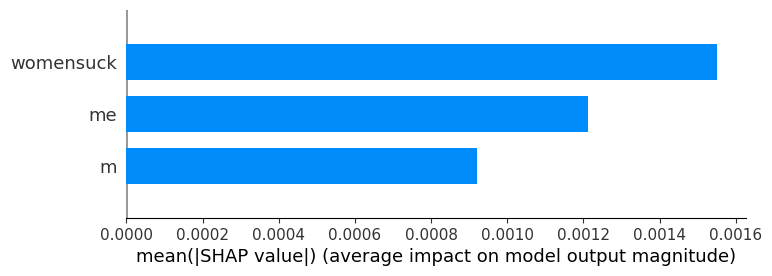 womensuck
me
m
0.0000 0.0002 0.0004 0.0006 0.0008 0.0010 0.0012 0.0014 0.0016
mean(|SHAP value|) (average impact on model output magnitude)